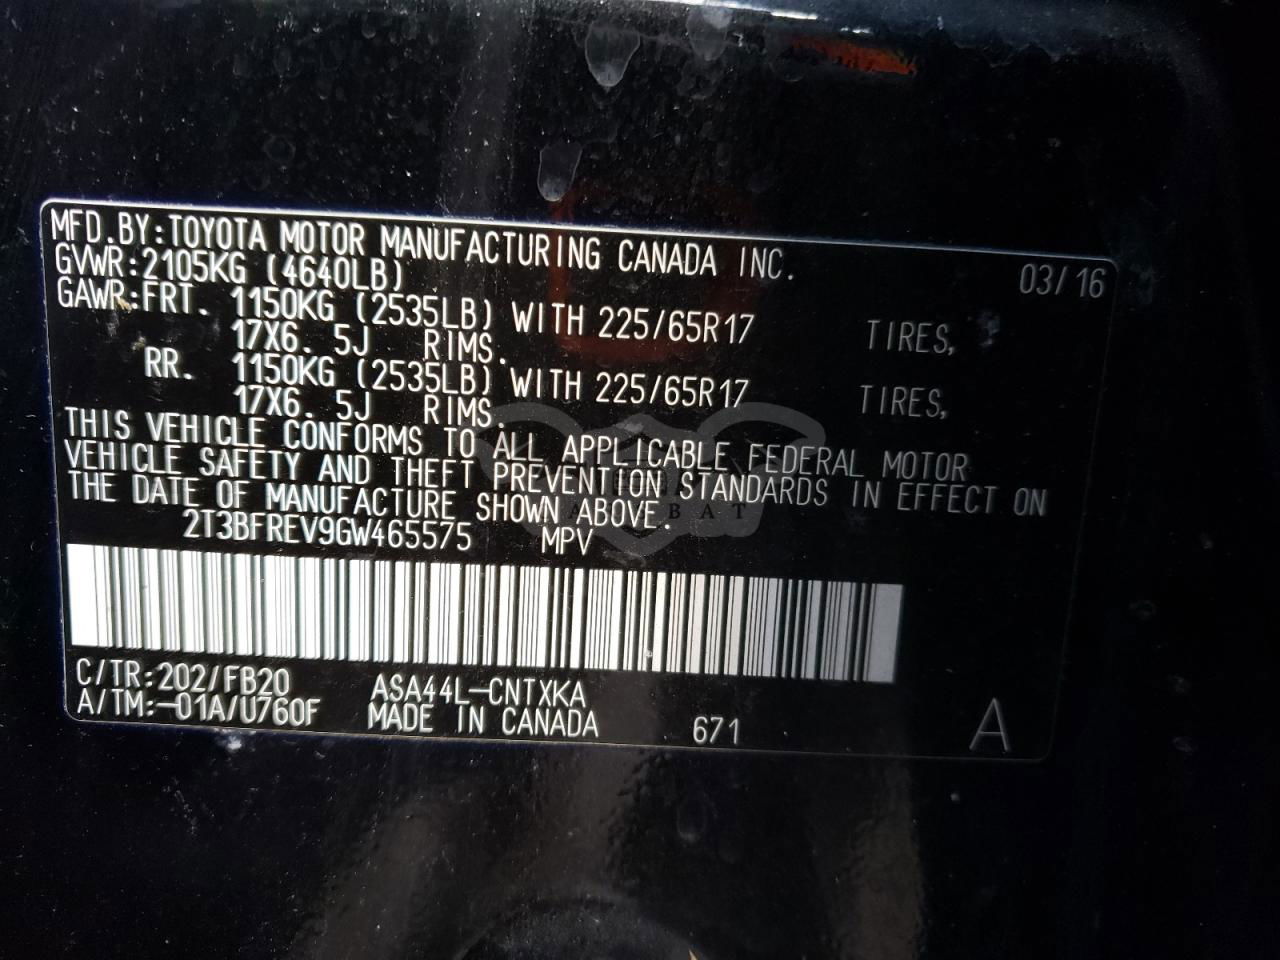 MFD.BY:TOYOTA MOTOR MANUFACTURING CANADA INC. 03/16
GVWR:2105KG (4640LB)
GAWR:FRT. 1150KG (2535LB) WITH 225/65R17 TIRES,
17X6.5J RIMS.
RR. 1150KG (2535LB) WITH 225/65R17 TIRES,
17X6.5J RIMS.
THIS VEHICLE CONFORMS TO ALL APPLICABLE FEDERAL MOTOR
VEHICLE SAFETY AND THEFT PREVENTION STANDARDS IN EFFECT ON
THE DATE OF MANUFACTURE SHOWN ABOVE.
2T3BFREV9GW465575 MPV
C/TR:202/FB20 ASA44L-CNTXKA
A/TM:-01A/U760F MADE IN CANADA 671 A